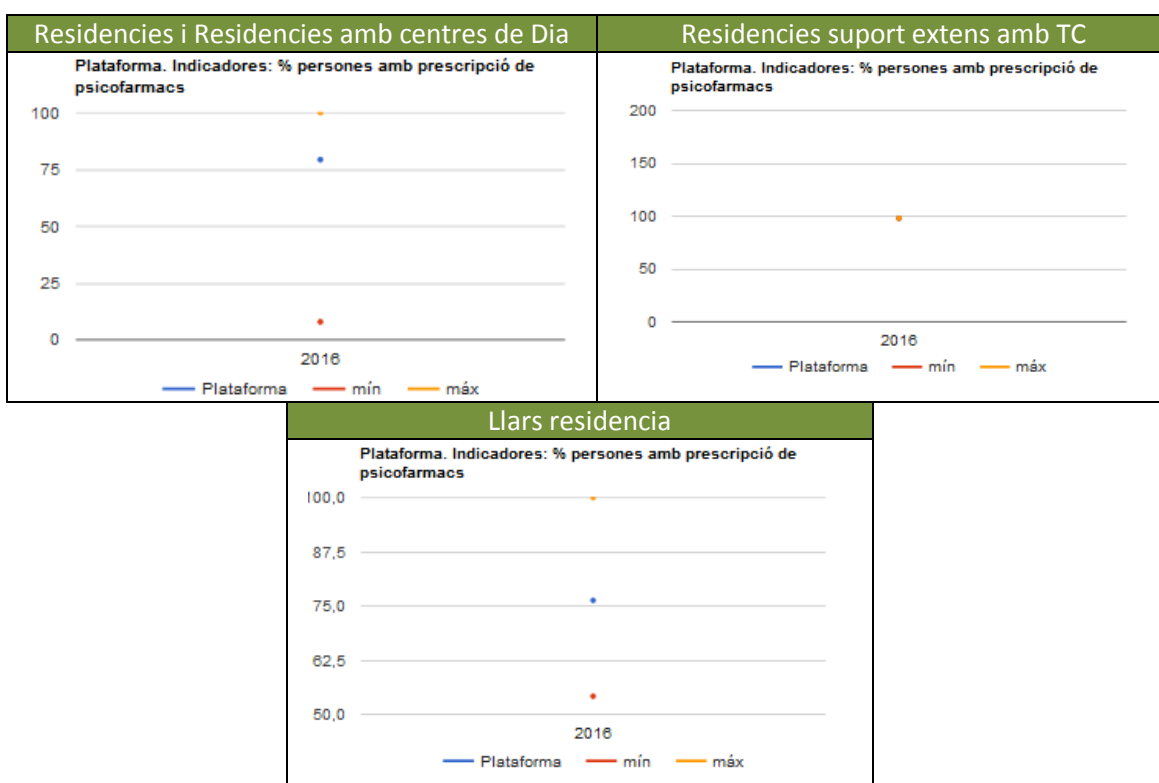 Residencies i Residencies amb centres de Dia
Plataforma. Indicadores: % persones amb prescripció de
psicofarmacs
100
75
50
25
0
2016
Plataforma mín máx
Residencies suport extens amb TC
Plataforma. Indicadores: % persones amb prescripció de
psicofarmacs
200
150
100
50
0
2016
Plataforma mín máx
Llars residencia
Plataforma. Indicadores: % persones amb prescripció de
psicofarmacs
100,0
87,5
75,0
62,5
50,0
2016
Plataforma mín máx